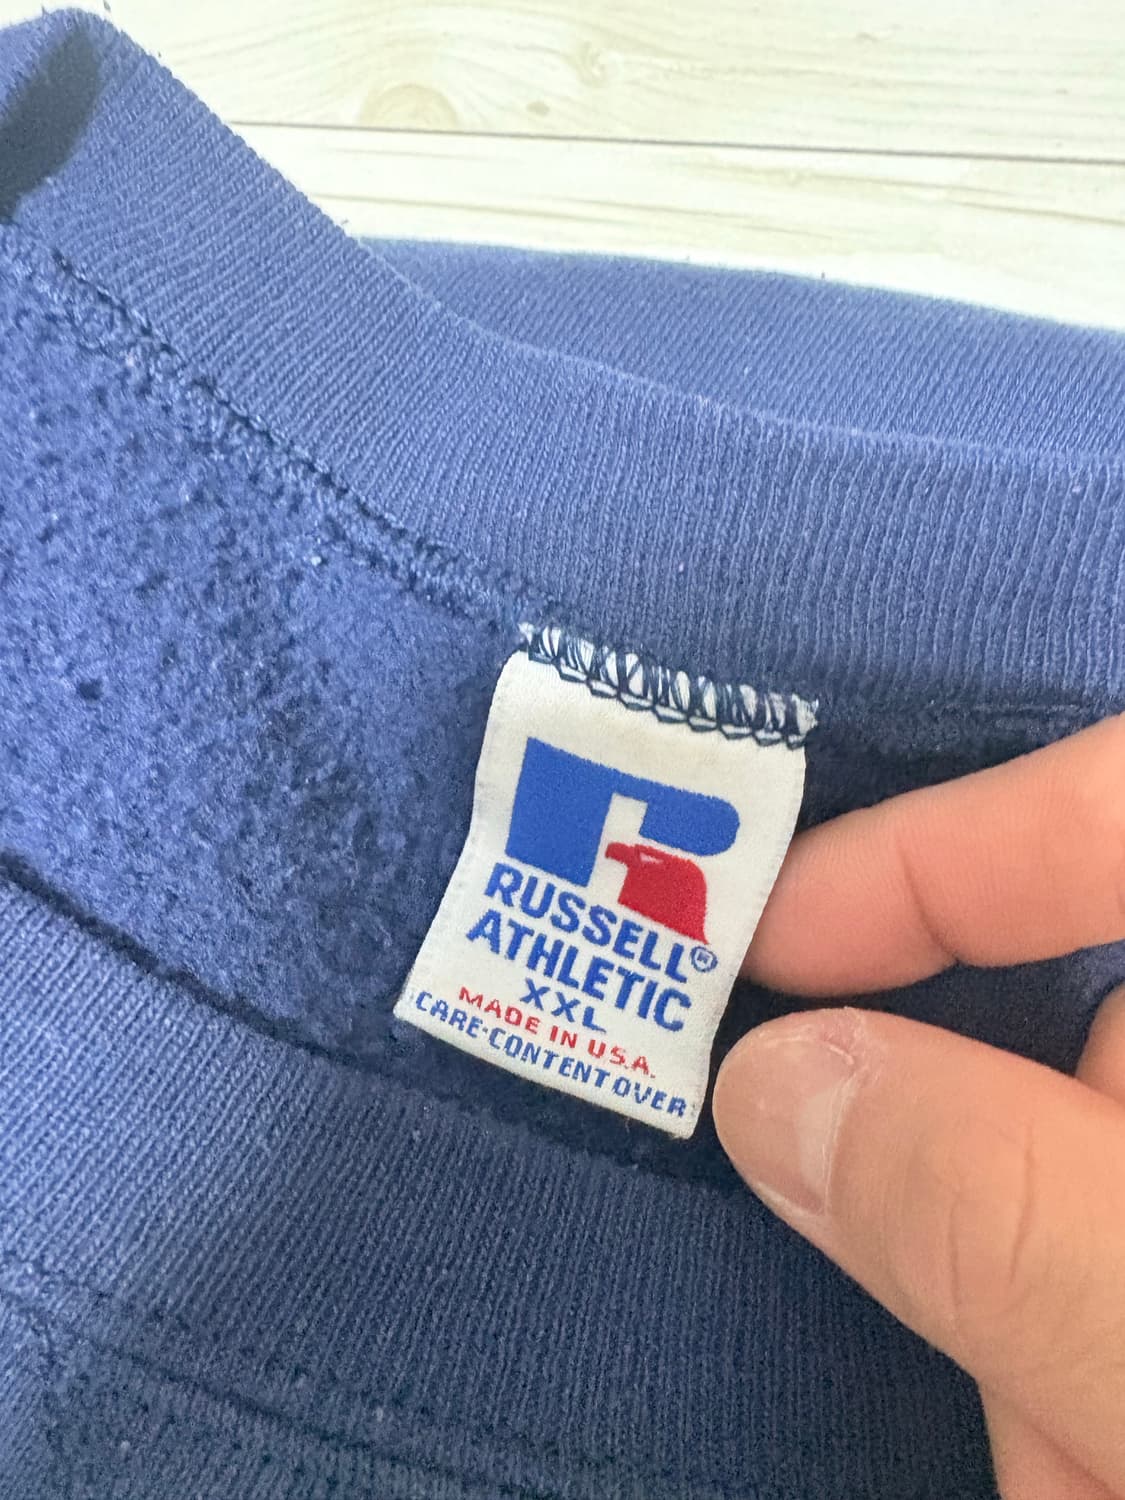 RUSSELL®
ATHLETIC
XXL
MADE IN U.S.A.
CARE·CONTENT OVER